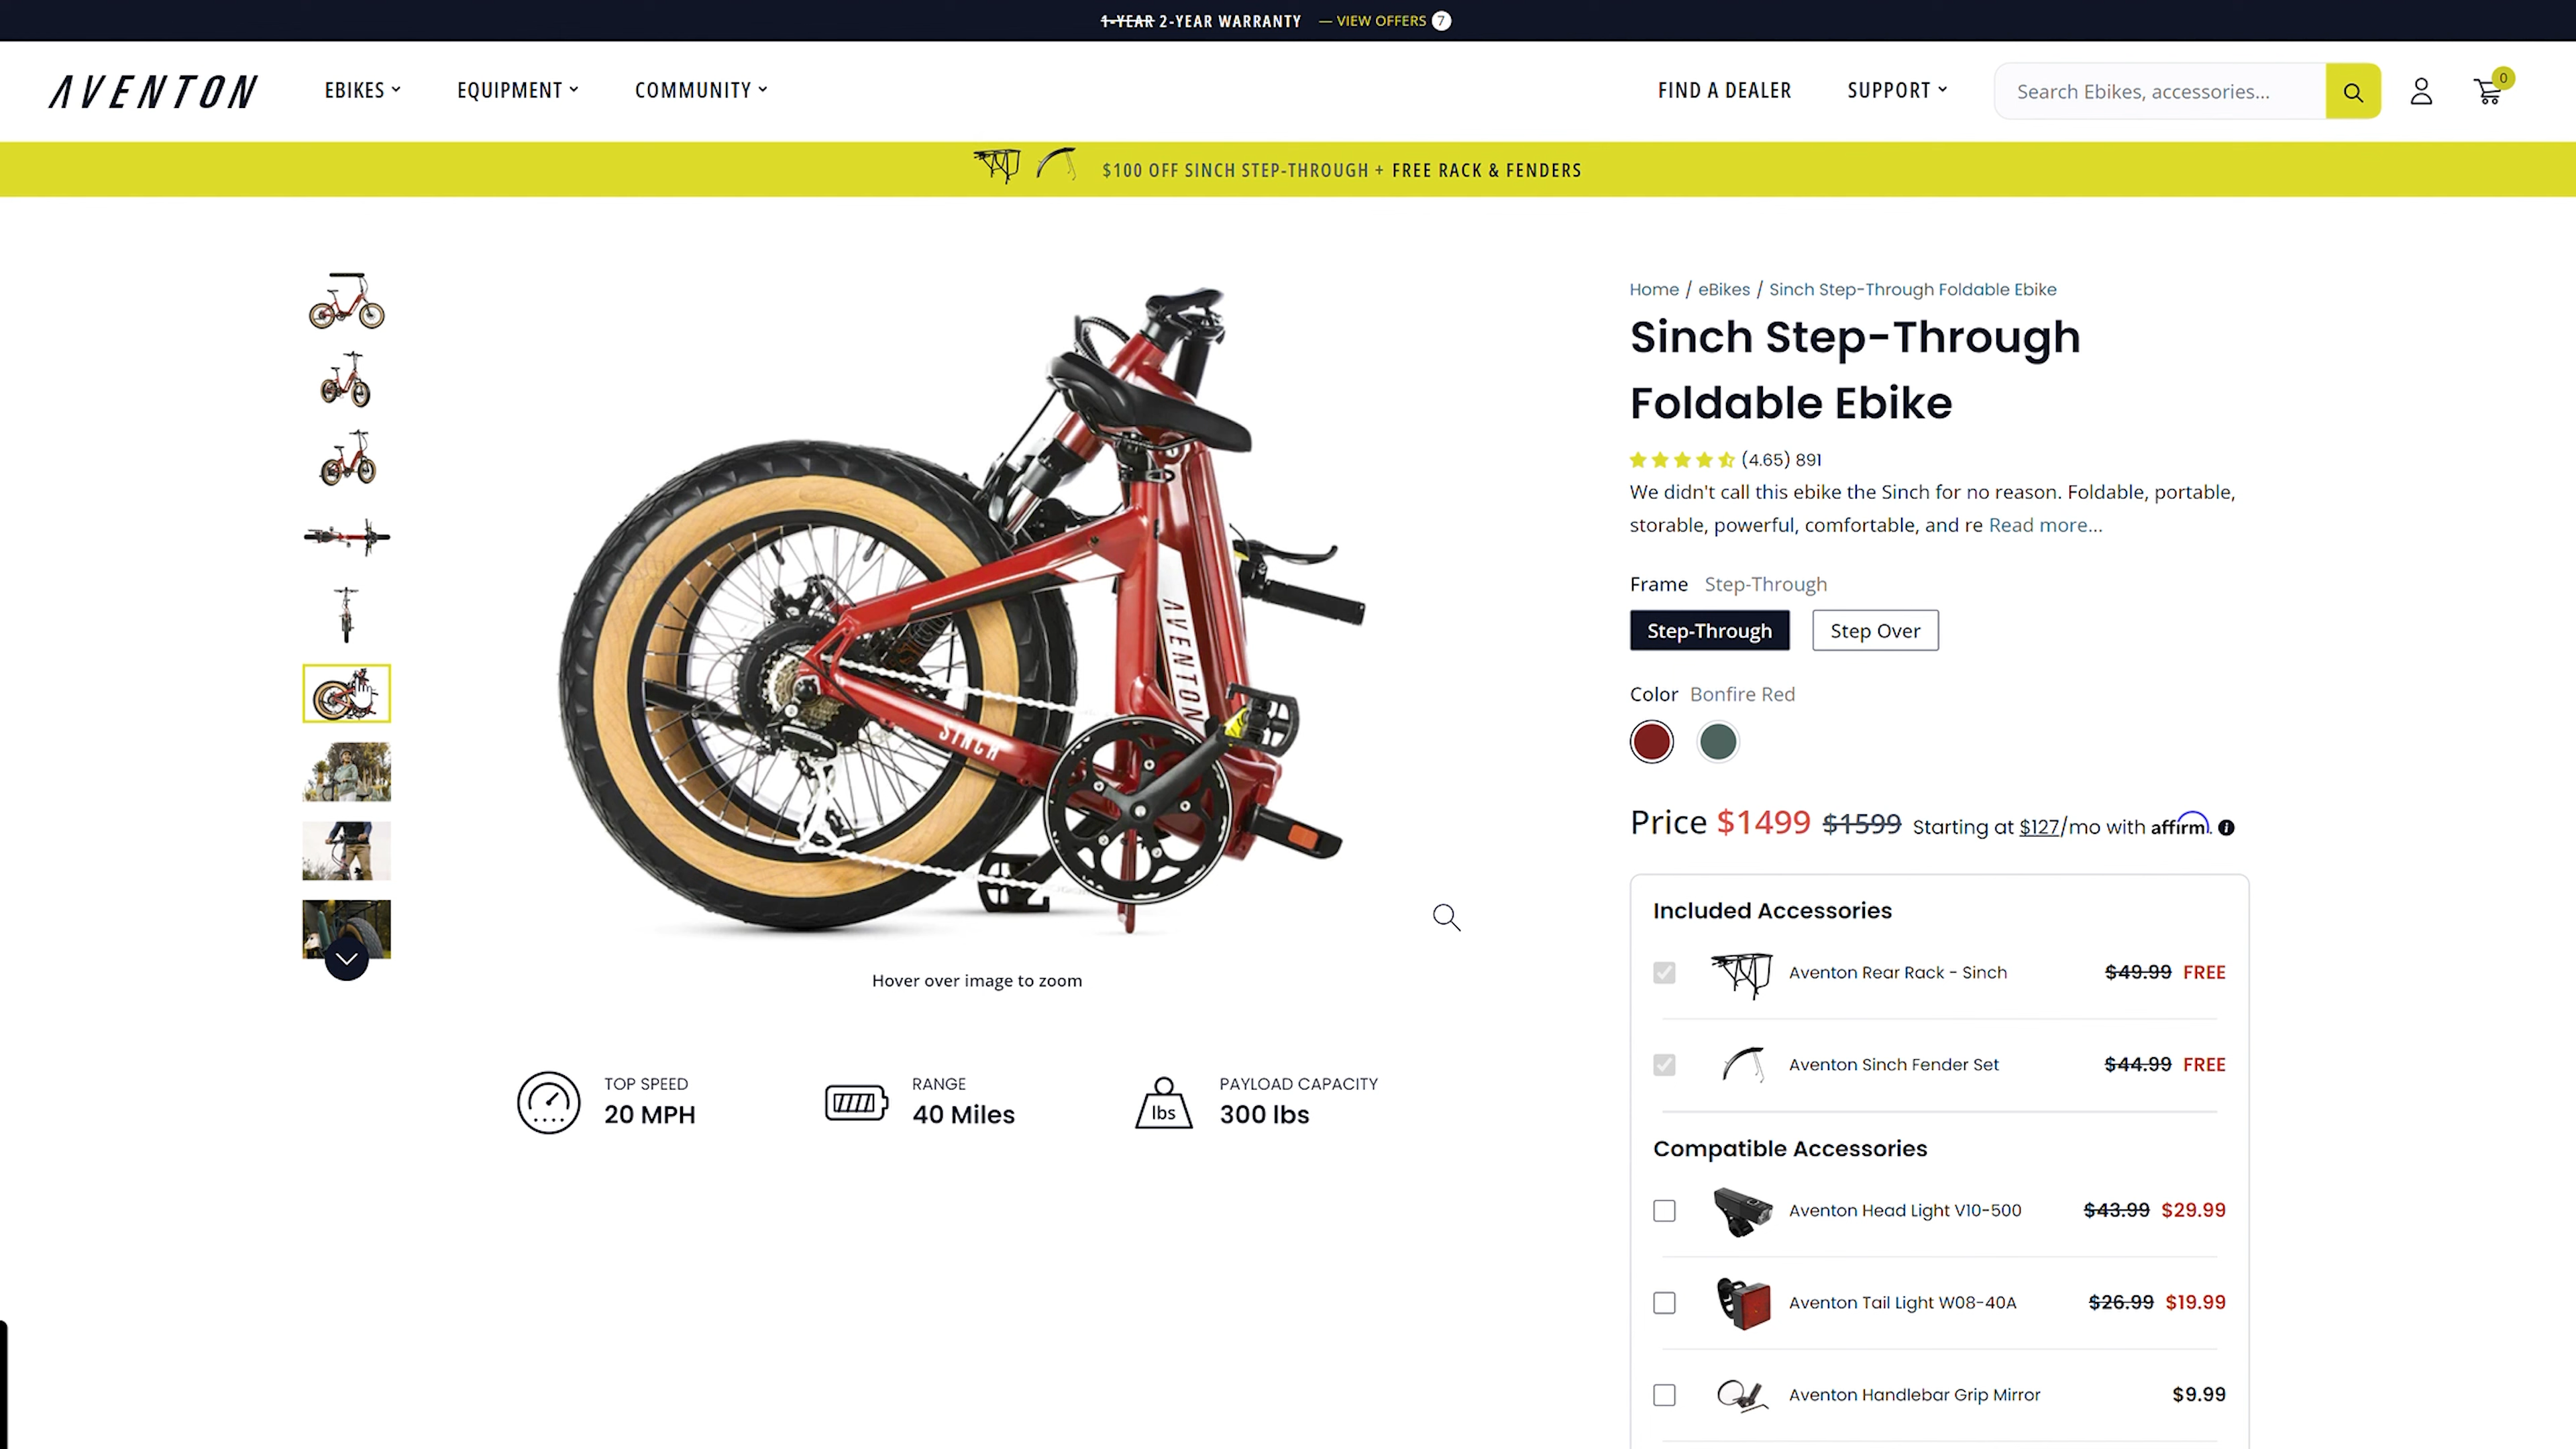 1-YEAR 2-YEAR WARRANTY — VIEW OFFERS 7
AVENTON
EBIKES
EQUIPMENT
COMMUNITY
FIND A DEALER
SUPPORT
Search Ebikes, accessories...
0
$100 OFF SINCH STEP-THROUGH + FREE RACK & FENDERS
AVENTON
SINCH
Hover over image to zoom
TOP SPEED
20 MPH
RANGE
40 Miles
lbs
PAYLOAD CAPACITY
300 lbs
Home / eBikes / Sinch Step-Through Foldable Ebike
Sinch Step-Through
Foldable Ebike
(4.65) 891
We didn't call this ebike the Sinch for no reason. Foldable, portable,
storable, powerful, comfortable, and re Read more...
Frame Step-Through
Step-Through
Step Over
Color Bonfire Red
Price $1499 $1599 Starting at $127/mo with affirm. i
Included Accessories
Aventon Rear Rack - Sinch $49.99 FREE
Aventon Sinch Fender Set $44.99 FREE
Compatible Accessories
Aventon Head Light V10-500 $43.99 $29.99
Aventon Tail Light W08-40A $26.99 $19.99
Aventon Handlebar Grip Mirror $9.99